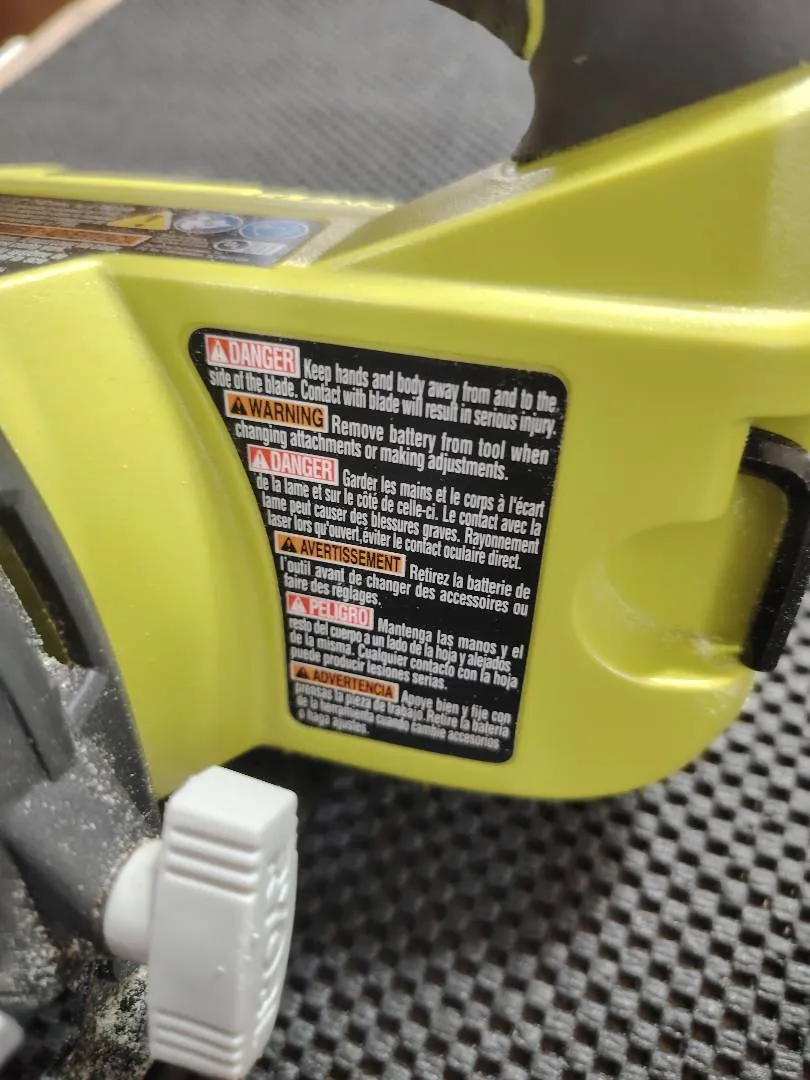 DANGER Keep hands and body away from and to the
side of the blade. Contact with blade will result in serious injury.
WARNING Remove battery from tool when
changing attachments or making adjustments.
DANGER Garder les mains et le corps à l'écart
de la lame et sur le côté de celle-ci. Le contact avec la
lame peut causer des blessures graves. Rayonnement
laser lors qu'ouvert,éviter le contact oculaire direct.
AVERTISSEMENT Retirez la batterie de
l'outil avant de changer des accessoires ou
faire des réglages.
PELIGRO Mantenga las manos y el
resto del cuerpo a un lado de la hoja y alejados
de la misma. Cualquier contacto con la hoja
puede producir lesiones serias.
ADVERTENCIA Apoye bien y fije con
prensas la pieza de trabajo.Retire la batería
de la herramienta cuando cambie accesorios
o haga ajustes.